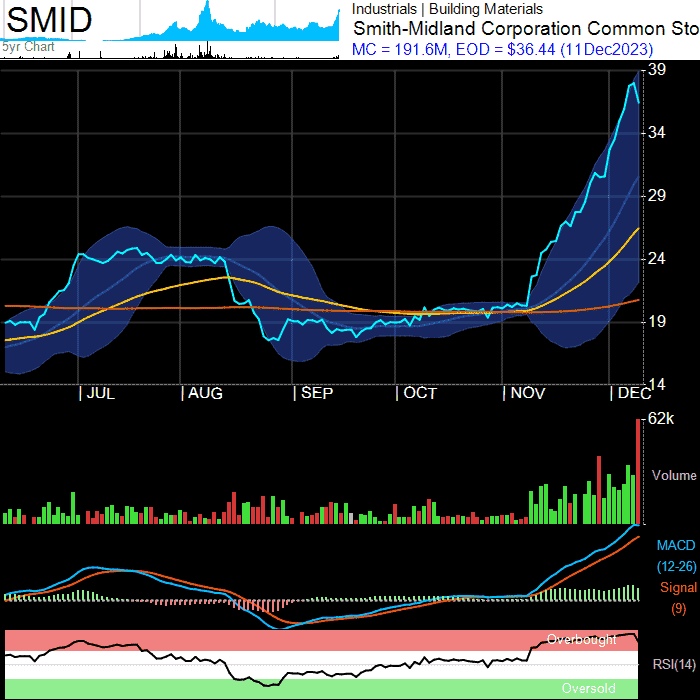 SMID
5yr Chart
Industrials | Building Materials
Smith-Midland Corporation Common Sto
MC = 191.6M, EOD = $36.44 (11Dec2023)
39
34
29
24
19
14
JUL
AUG
SEP
OCT
NOV
DEC
62k
Volume
MACD
(12-26)
Signal
(9)
Overbought
RSI(14)
Oversold